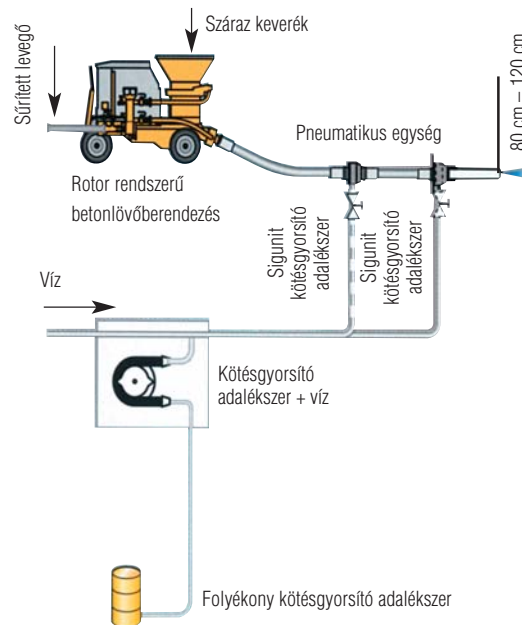 Száraz keverék
Sűrített levegő
80 cm – 120 cm
Pneumatikus egység
Rotor rendszerű
betonlövőberendezés
Sigunit
kötésgyorsító
adalékszer
Sigunit
kötésgyorsító
adalékszer
Víz
Kötésgyorsító
adalékszer + víz
Folyékony kötésgyorsító adalékszer